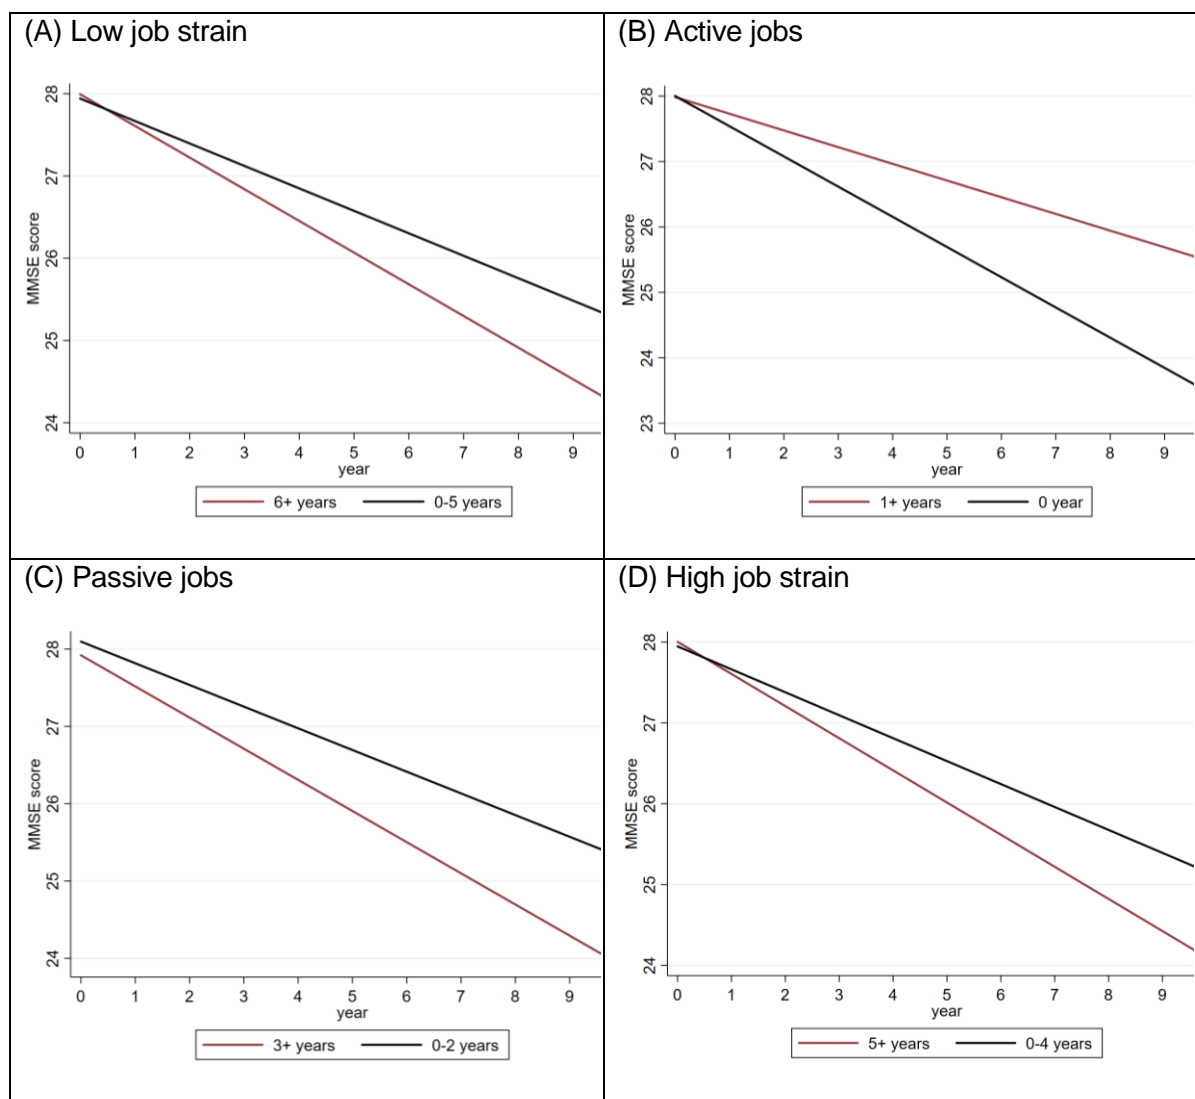 (A) Low job strain
MMSE score
28
27
26
25
24
0 1 2 3 4 5 6 7 8 9
year
6+ years 0-5 years
(B) Active jobs
MMSE score
28
27
26
25
24
23
0 1 2 3 4 5 6 7 8 9
year
1+ years 0 year
(C) Passive jobs
MMSE score
28
27
26
25
24
0 1 2 3 4 5 6 7 8 9
year
3+ years 0-2 years
(D) High job strain
MMSE score
28
27
26
25
24
0 1 2 3 4 5 6 7 8 9
year
5+ years 0-4 years